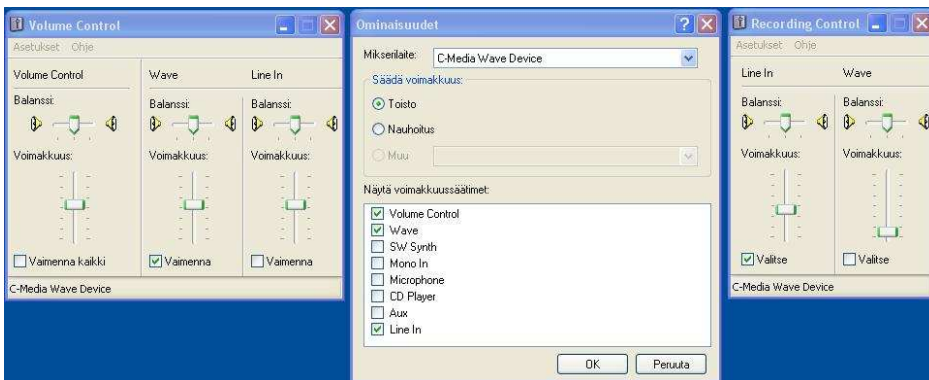 Volume Control
Asetukset Ohje
Volume Control
Wave
Line In
Balanssi:
Balanssi:
Balanssi:
Voimakkuus:
Voimakkuus:
Voimakkuus:
Vaimenna kaikki
Vaimenna
Vaimenna
C-Media Wave Device
Ominaisuudet
Mikserilaite:
C-Media Wave Device
Säädä voimakkuus:
Toisto
Nauhoitus
Muu
Näytä voimakkuussäätimet:
Volume Control
Wave
SW Synth
Mono In
Microphone
CD Player
Aux
Line In
OK
Peruuta
Recording Control
Asetukset Ohje
Line In
Wave
Balanssi:
Balanssi:
Voimakkuus:
Voimakkuus:
Valitse
Valitse
C-Media Wave Device